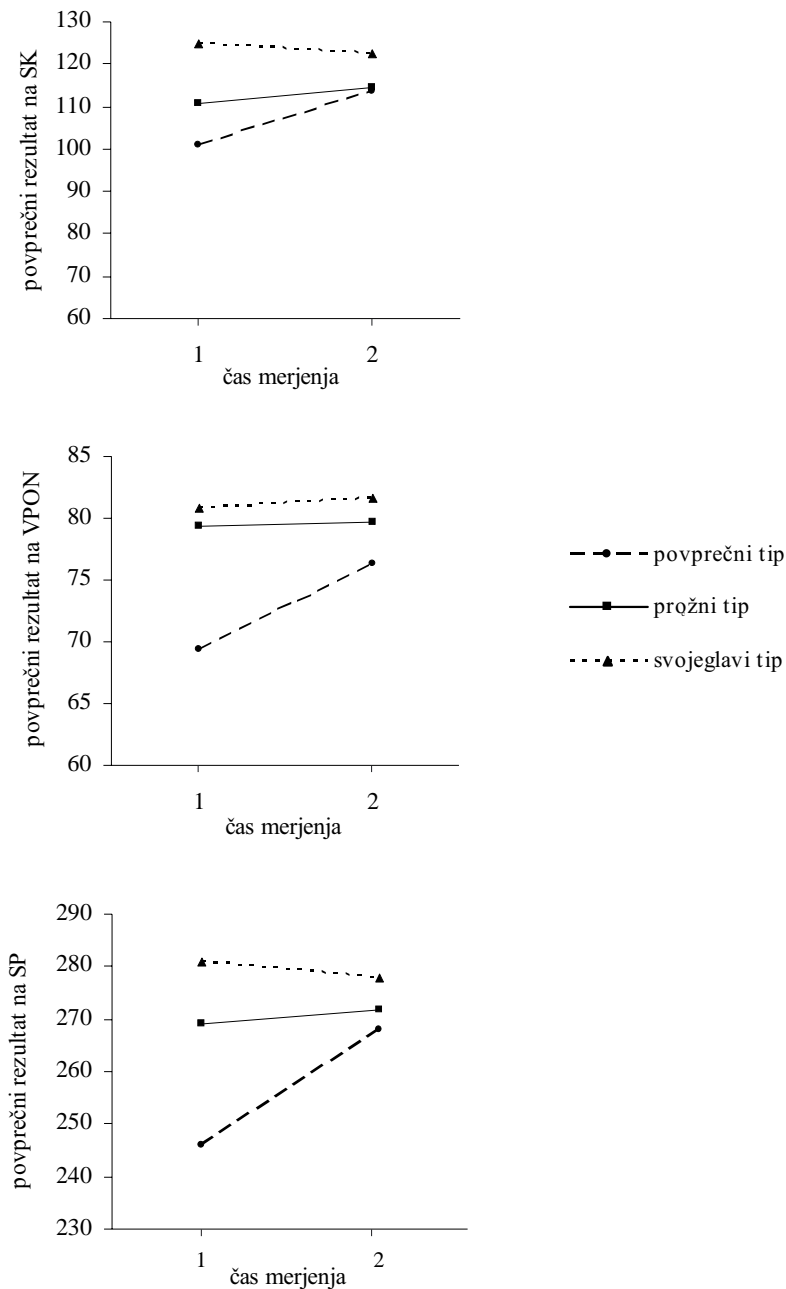 povprečni rezultat na SK
130
120
110
100
90
80
70
60
1 2
čas merjenja
povprečni rezultat na VPON
85
80
75
70
65
60
1 2
čas merjenja
povprečni tip
prožni tip
svojeglavi tip
povprečni rezultat na SP
290
280
270
260
250
240
230
1 2
čas merjenja